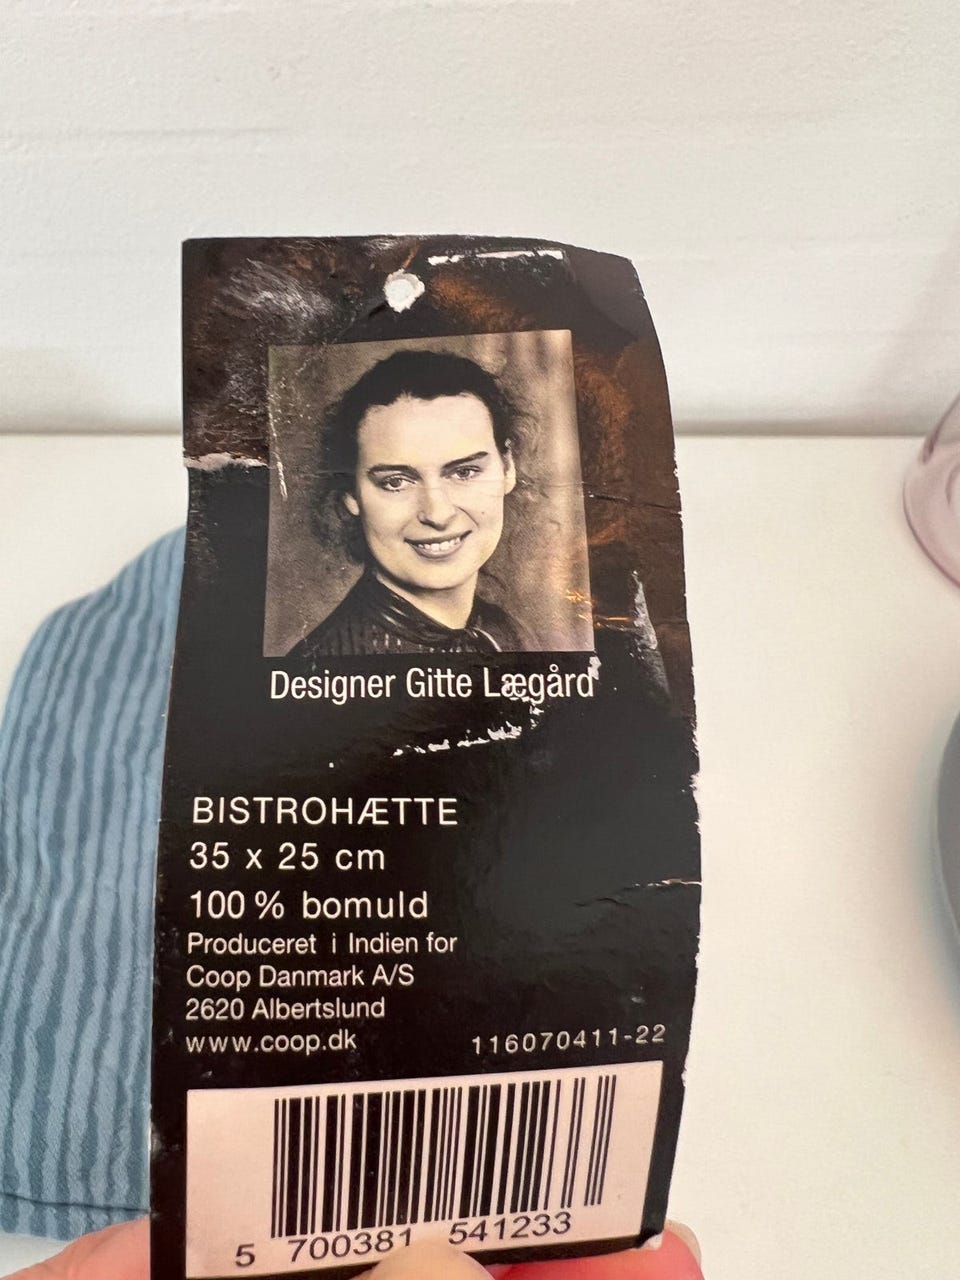 Designer Gitte Lægård
BISTROHÆTTE
35 x 25 cm
100 % bomuld
Produceret i Indien for
Coop Danmark A/S
2620 Albertslund
www.coop.dk
116070411-22
5 700381 541233